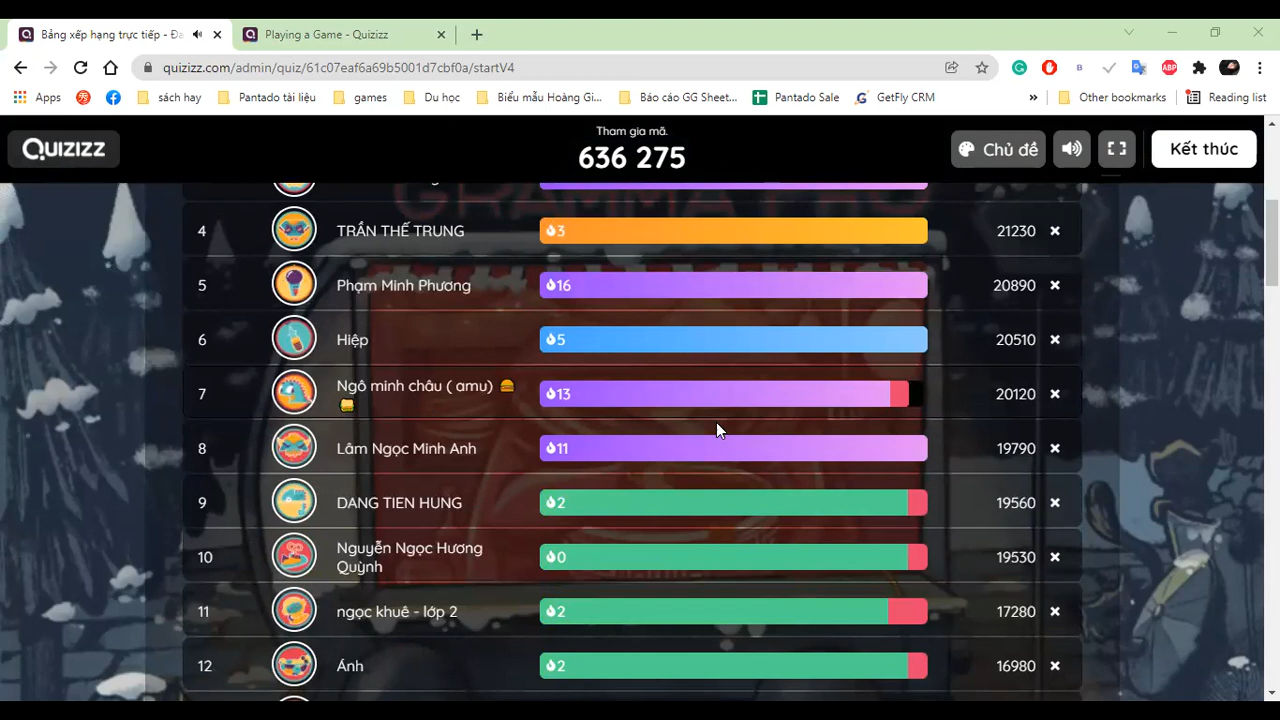 Bảng xếp hạng trực tiếp - Đa
Playing a Game - Quizizz
quizizz.com/admin/quiz/61c07eaf6a69b5001d7cbf0a/startV4
Apps
sách hay
Pantado tài liệu
games
Du học
Biểu mẫu Hoàng Gi...
Báo cáo GG Sheet...
Pantado Sale
GetFly CRM
Other bookmarks
Reading list
QUIZIZZ
Tham gia mã.
636 275
Chủ đề
Kết thúc
GRAMMA PRO
4 TRẦN THẾ TRUNG 3 21230
5 Phạm Minh Phương 16 20890
6 Hiệp 5 20510
7 Ngô minh châu ( amu) 🍔 13 20120
8 Lâm Ngọc Minh Anh 11 19790
9 DANG TIEN HUNG 2 19560
10 Nguyễn Ngọc Hương
Quỳnh 0 19530
11 ngọc khuê - lớp 2 2 17280
12 Ánh 2 16980